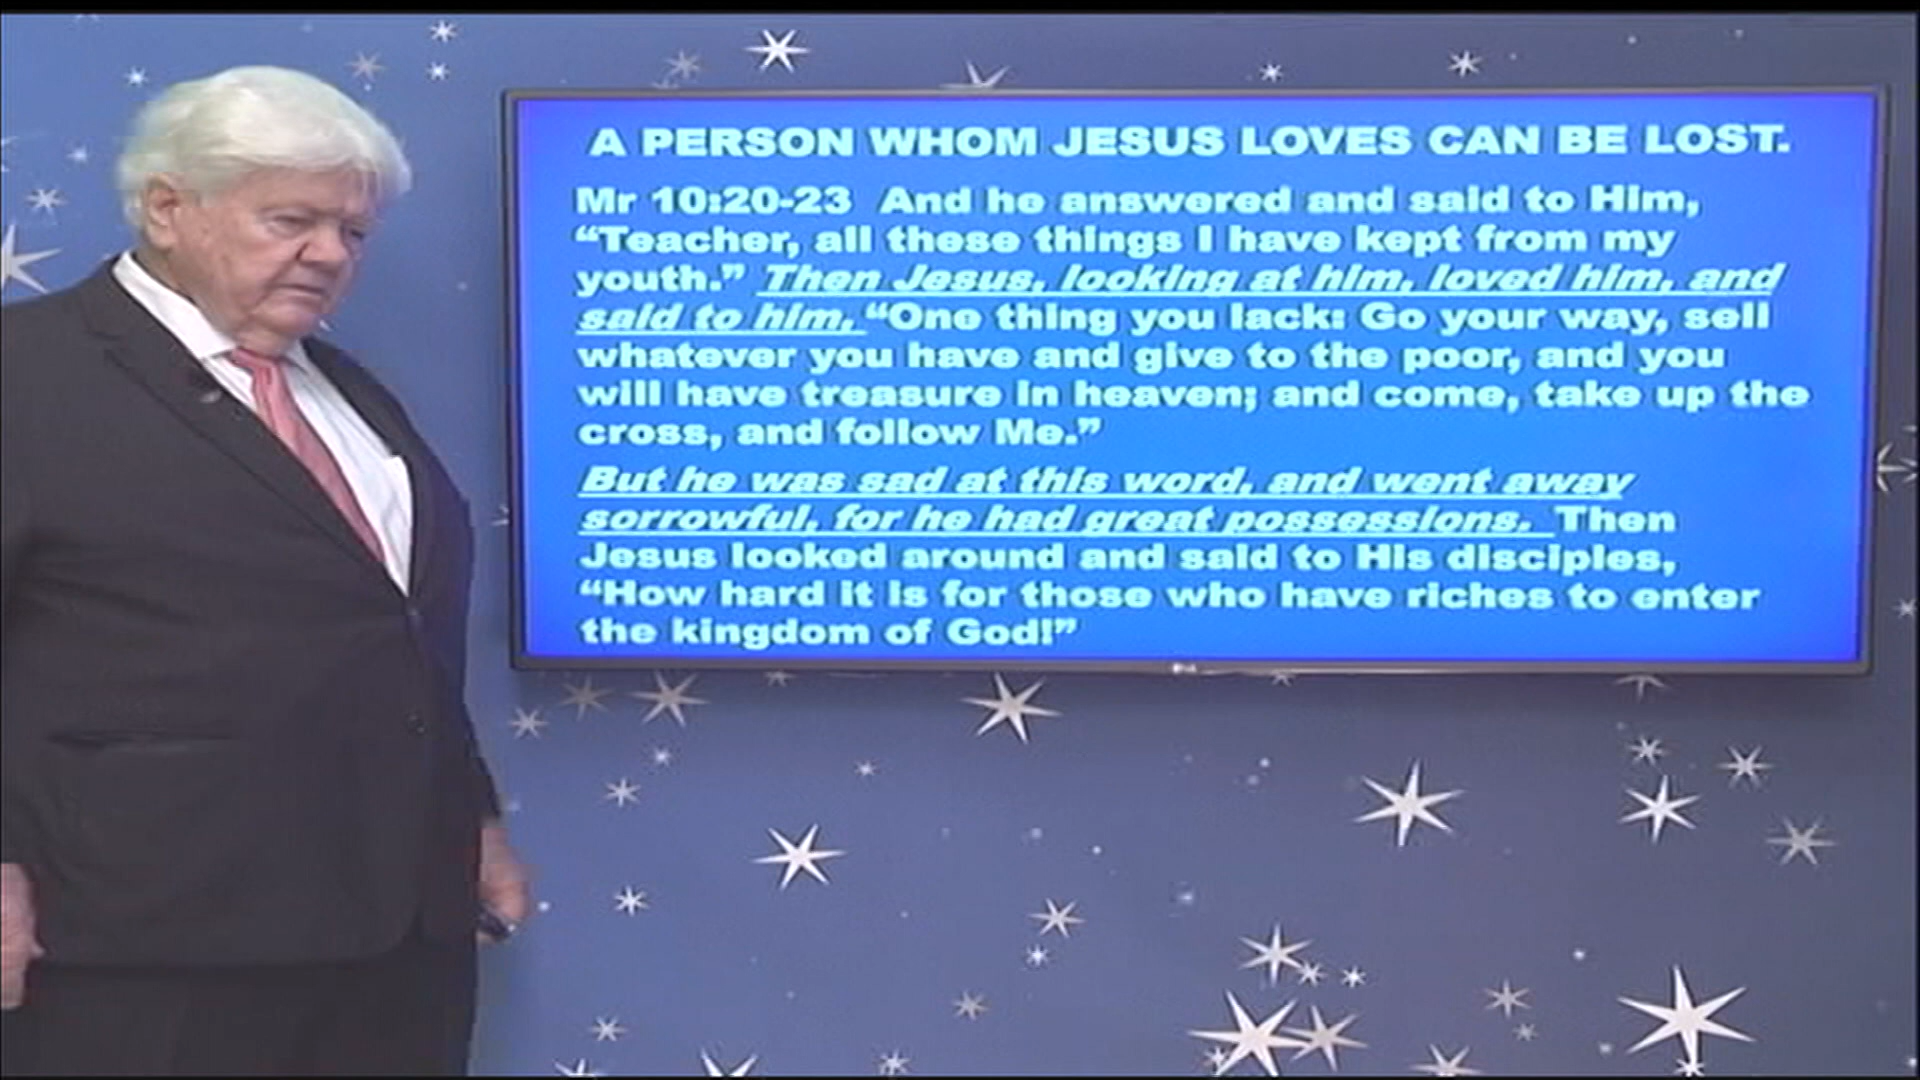 A PERSON WHOM JESUS LOVES CAN BE LOST.
Mr 10:20-23 And he answered and said to Him,
“Teacher, all these things I have kept from my
youth.” Then Jesus, looking at him, loved him, and
said to him, “One thing you lack: Go your way, sell
whatever you have and give to the poor, and you
will have treasure in heaven; and come, take up the
cross, and follow Me.”
But he was sad at this word, and went away
sorrowful, for he had great possessions. Then
Jesus looked around and said to His disciples,
“How hard it is for those who have riches to enter
the kingdom of God!”